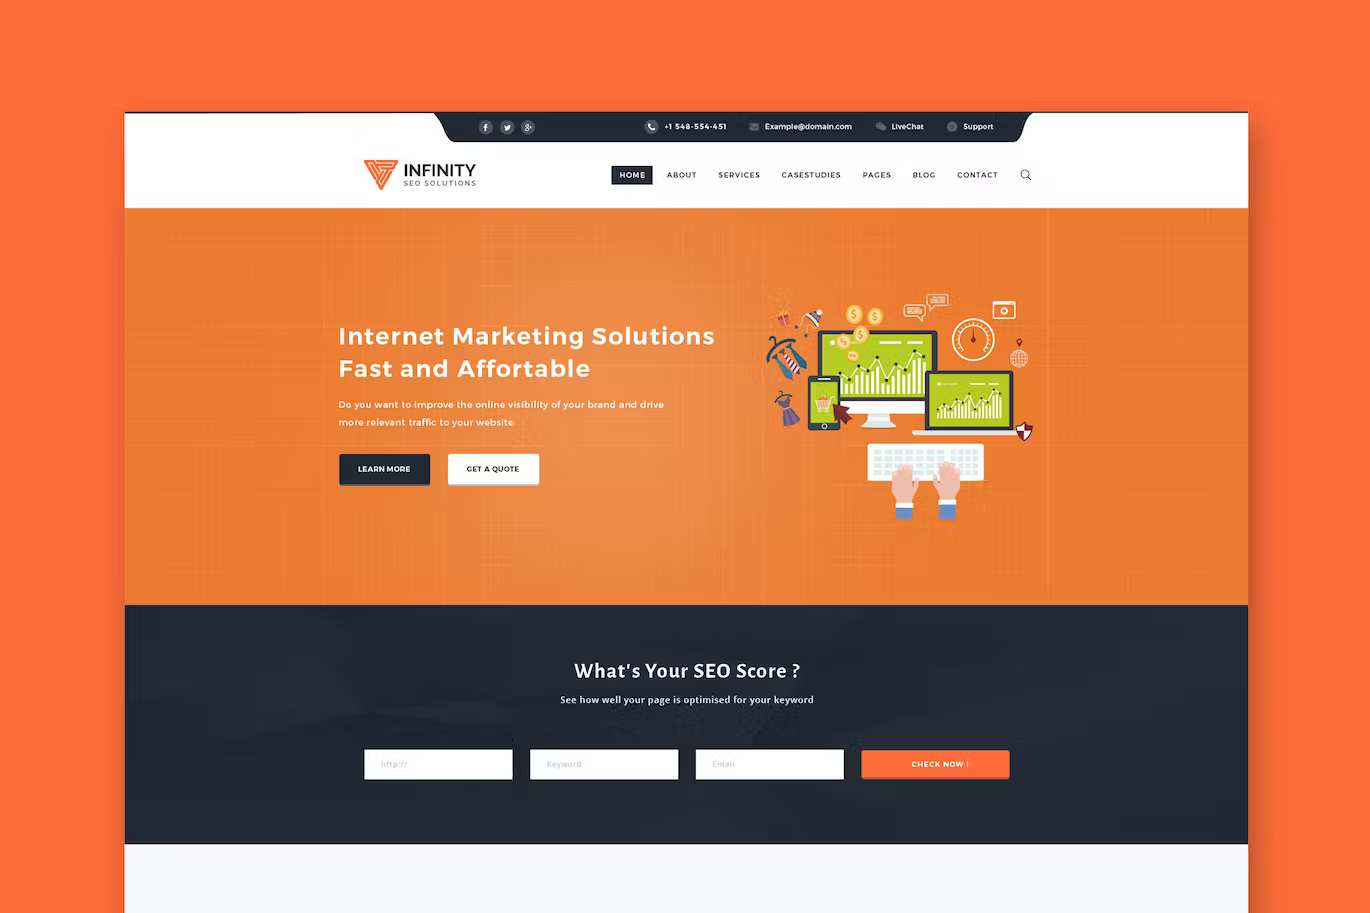 +1 548-554-451
Example@domain.com
LiveChat
Support
INFINITY
SEO SOLUTIONS
HOME
ABOUT
SERVICES
CASESTUDIES
PAGES
BLOG
CONTACT
Internet Marketing Solutions
Fast and Affortable
Do you want to improve the online visibility of your brand and drive
more relevant traffic to your website
LEARN MORE
GET A QUOTE
What's Your SEO Score ?
See how well your page is optimised for your keyword
http://
Keyword
Email
CHECK NOW !